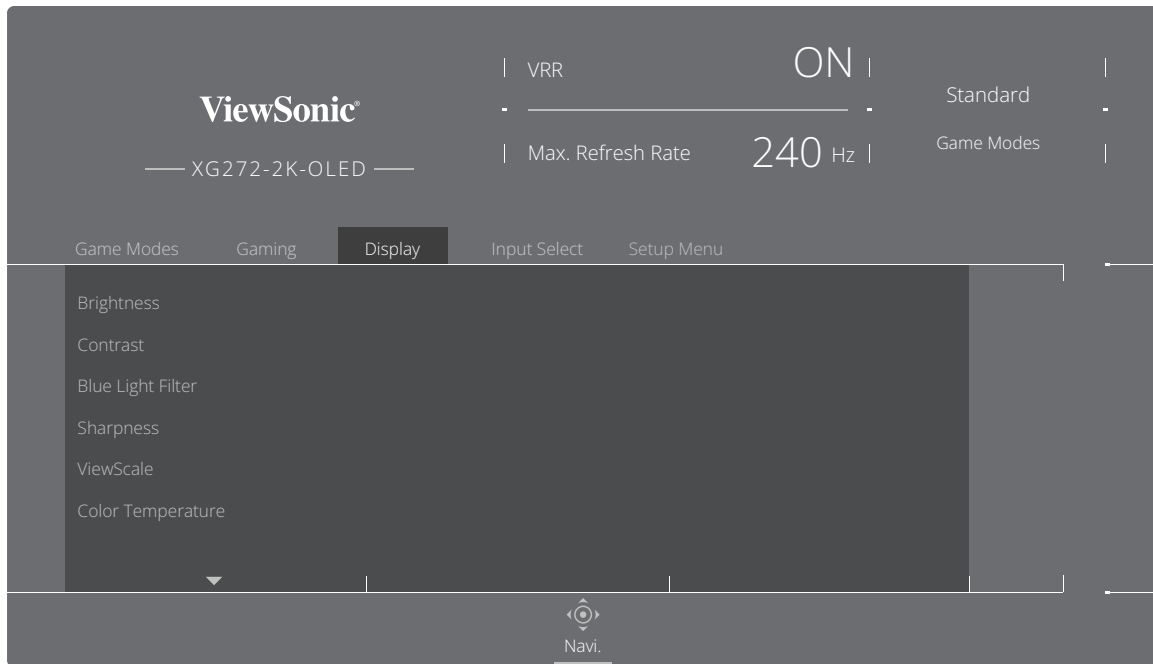 ViewSonic®
XG272-2K-OLED
VRR ON
Max. Refresh Rate 240 Hz
Standard
Game Modes
Game Modes Gaming Display Input Select Setup Menu
Brightness
Contrast
Blue Light Filter
Sharpness
ViewScale
Color Temperature
Navi.